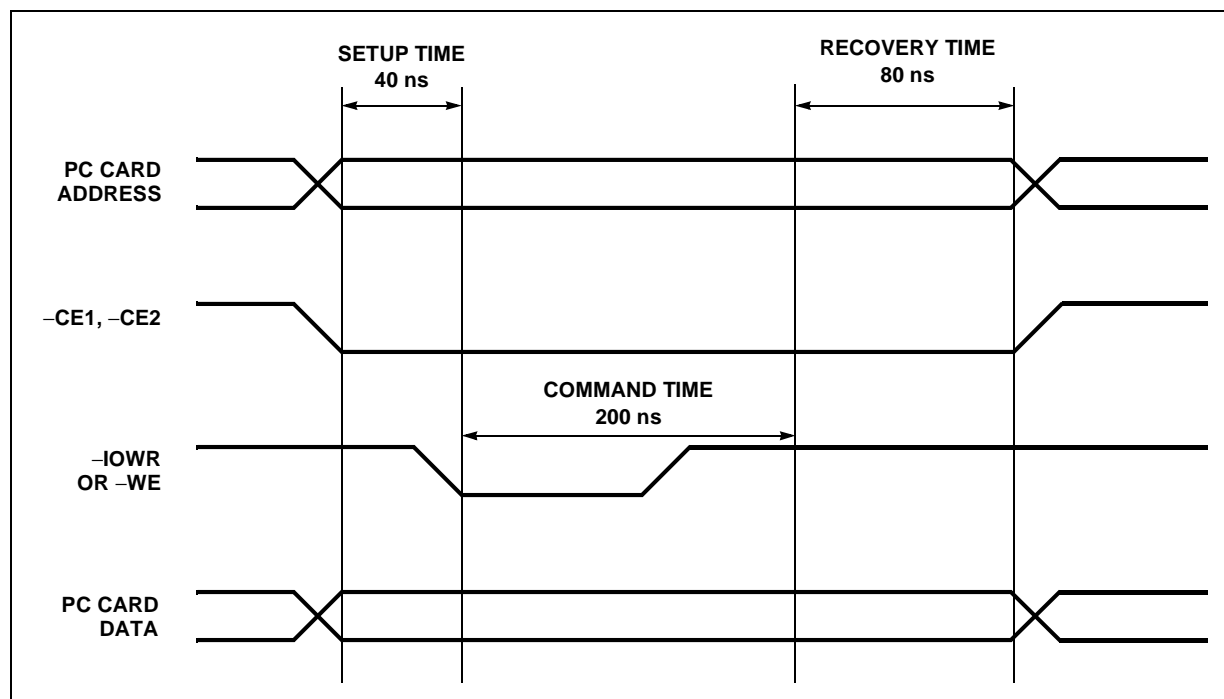 SETUP TIME
40 ns
RECOVERY TIME
80 ns
PC CARD
ADDRESS
–CE1, –CE2
COMMAND TIME
200 ns
–IOWR
OR –WE
PC CARD
DATA